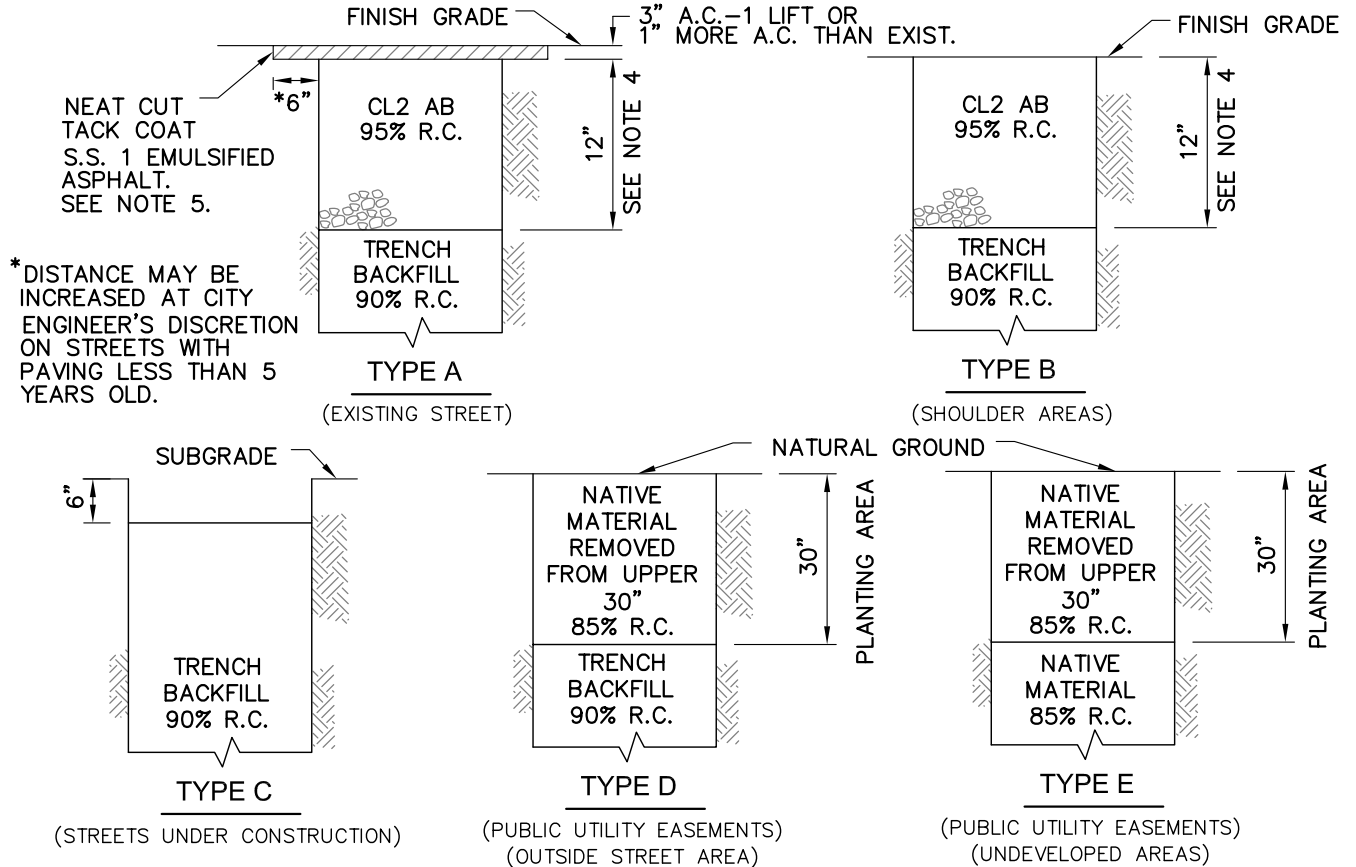 FINISH GRADE
3" A.C.-1 LIFT OR
1" MORE A.C. THAN EXIST.
NEAT CUT
TACK COAT
S.S. 1 EMULSIFIED
ASPHALT.
SEE NOTE 5.
*6"
CL2 AB
95% R.C.
12"
SEE NOTE 4
TRENCH
BACKFILL
90% R.C.
*DISTANCE MAY BE
INCREASED AT CITY
ENGINEER'S DISCRETION
ON STREETS WITH
PAVING LESS THAN 5
YEARS OLD.
TYPE A
(EXISTING STREET)
FINISH GRADE
CL2 AB
95% R.C.
12"
SEE NOTE 4
TRENCH
BACKFILL
90% R.C.
TYPE B
(SHOULDER AREAS)
SUBGRADE
6"
TRENCH
BACKFILL
90% R.C.
TYPE C
(STREETS UNDER CONSTRUCTION)
NATURAL GROUND
NATIVE
MATERIAL
REMOVED
FROM UPPER
30"
85% R.C.
30"
PLANTING AREA
TRENCH
BACKFILL
90% R.C.
TYPE D
(PUBLIC UTILITY EASEMENTS)
(OUTSIDE STREET AREA)
NATIVE
MATERIAL
REMOVED
FROM UPPER
30"
85% R.C.
30"
PLANTING AREA
NATIVE
MATERIAL
85% R.C.
TYPE E
(PUBLIC UTILITY EASEMENTS)
(UNDEVELOPED AREAS)